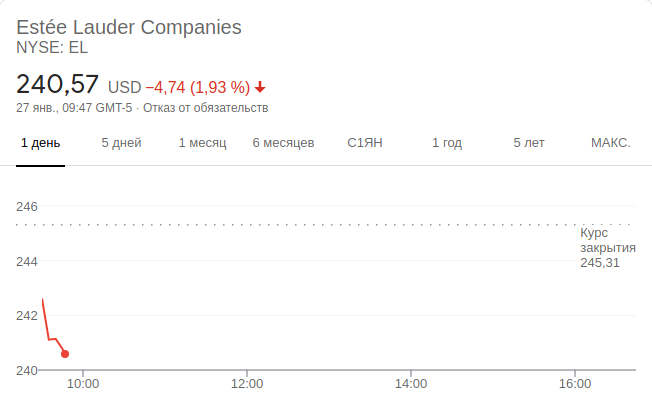 Estée Lauder Companies
NYSE: EL
240,57 USD −4,74 (1,93 %)
27 янв., 09:47 GMT-5 · Отказ от обязательств
1 день 5 дней 1 месяц 6 месяцев С1ЯН 1 год 5 лет МАКС.
246
Курс
закрытия
245,31
244
242
240
10:00 12:00 14:00 16:00